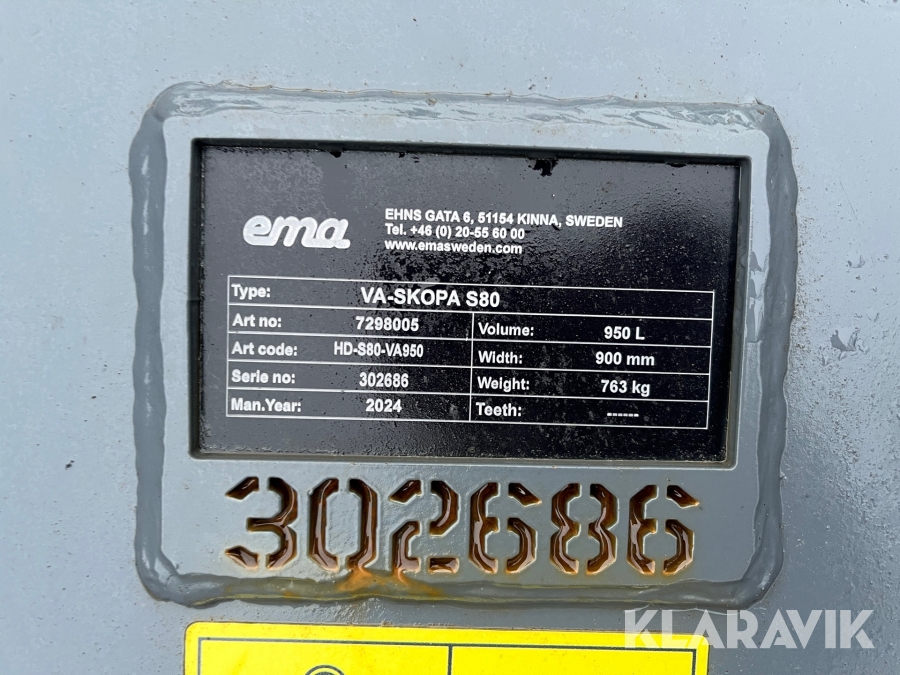 ema
EHNS GATA 6, 51154 KINNA, SWEDEN
Tel. +46 (0) 20-55 60 00
www.emasweden.com
Type: VA-SKOPA S80
Art no: 7298005 Volume: 950 L
Art code: HD-S80-VA950 Width: 900 mm
Serie no: 302686 Weight: 763 kg
Man.Year: 2024 Teeth: ------
302686
KLARAVIK